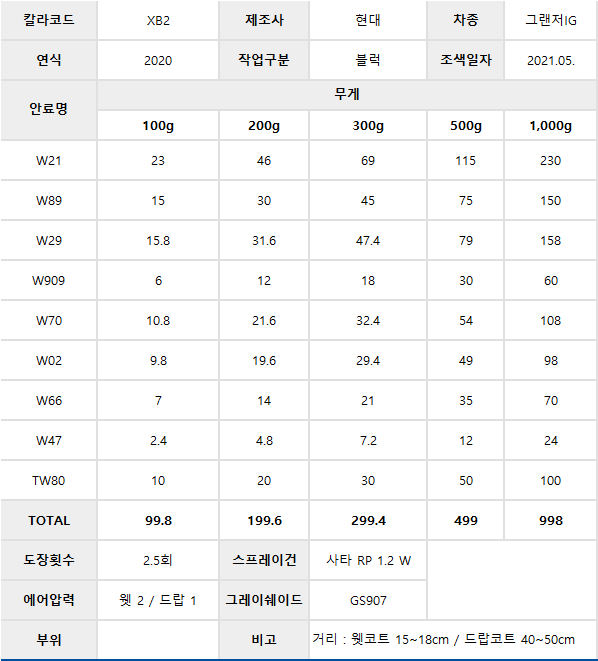 칼라코드 XB2 제조사 현대 차종 그랜저IG
연식 2020 작업구분 블럭 조색일자 2021.05.
안료명 무게
100g 200g 300g 500g 1,000g
W21 23 46 69 115 230
W89 15 30 45 75 150
W29 15.8 31.6 47.4 79 158
W909 6 12 18 30 60
W70 10.8 21.6 32.4 54 108
W02 9.8 19.6 29.4 49 98
W66 7 14 21 35 70
W47 2.4 4.8 7.2 12 24
TW80 10 20 30 50 100
TOTAL 99.8 199.6 299.4 499 998
도장횟수 2.5회 스프레이건 사타 RP 1.2 W
에어압력 웻 2 / 드랍 1 그레이쉐이드 GS907
부위 비고 거리 : 웻코트 15~18cm / 드랍코트 40~50cm